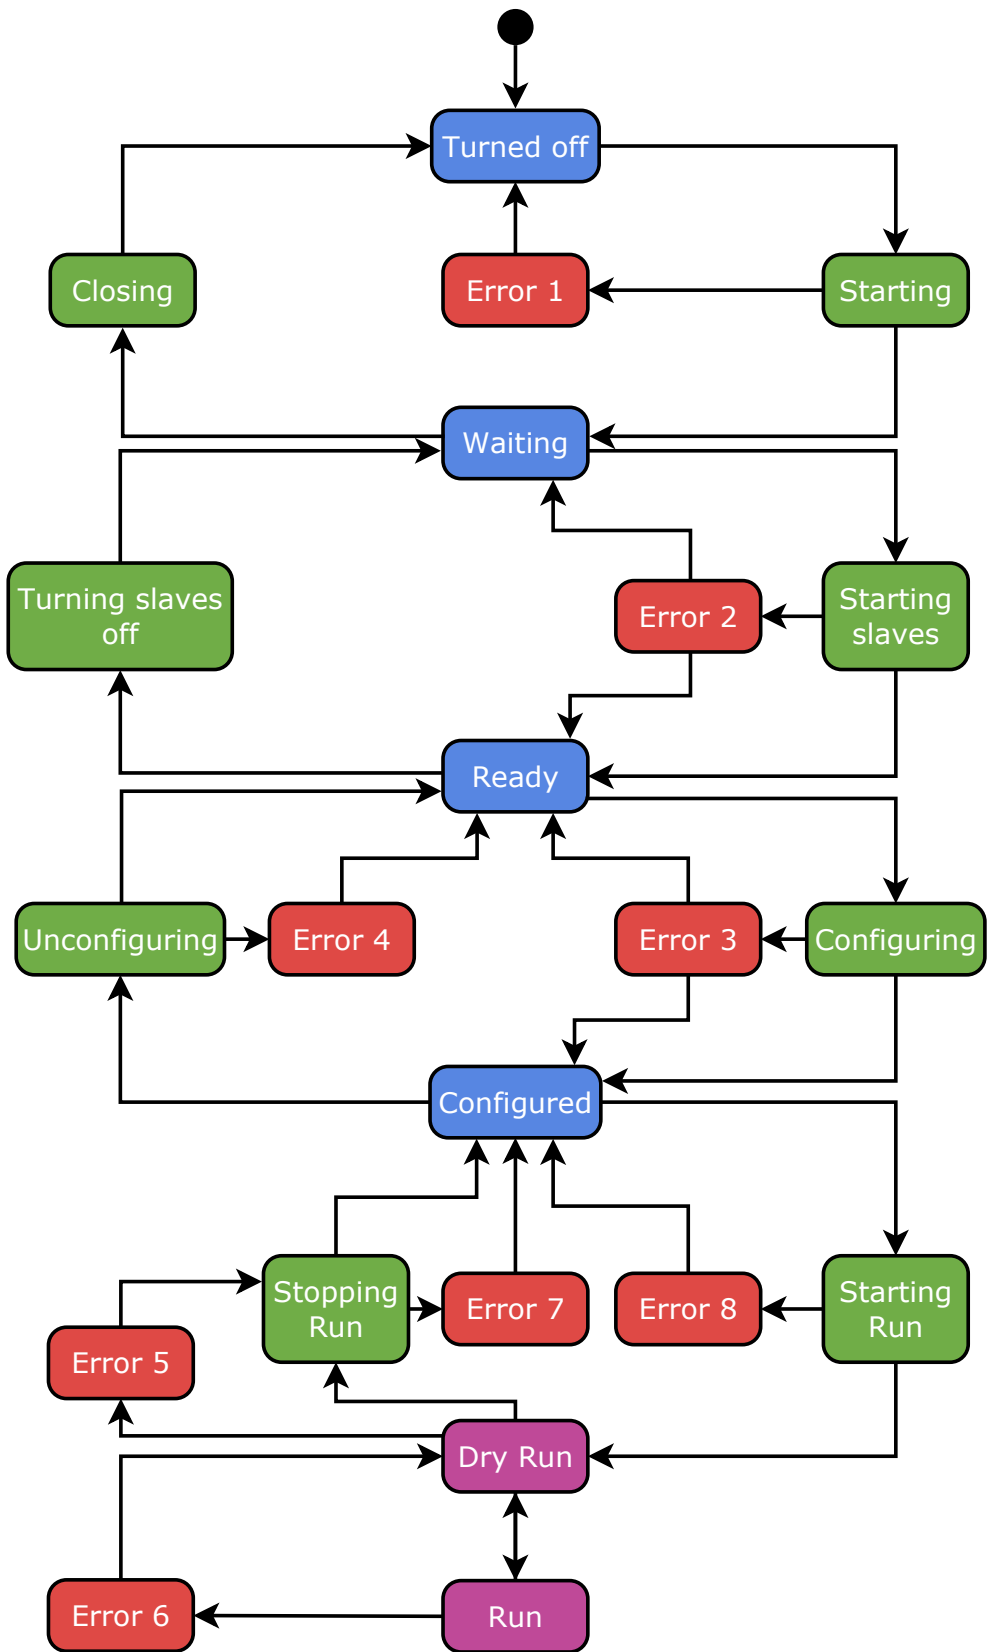 Turned off
Closing
Error 1
Starting
Waiting
Turning slaves
off
Error 2
Starting
slaves
Ready
Unconfiguring
Error 4
Error 3
Configuring
Configured
Stopping
Run
Error 7
Error 8
Starting
Run
Error 5
Dry Run
Error 6
Run